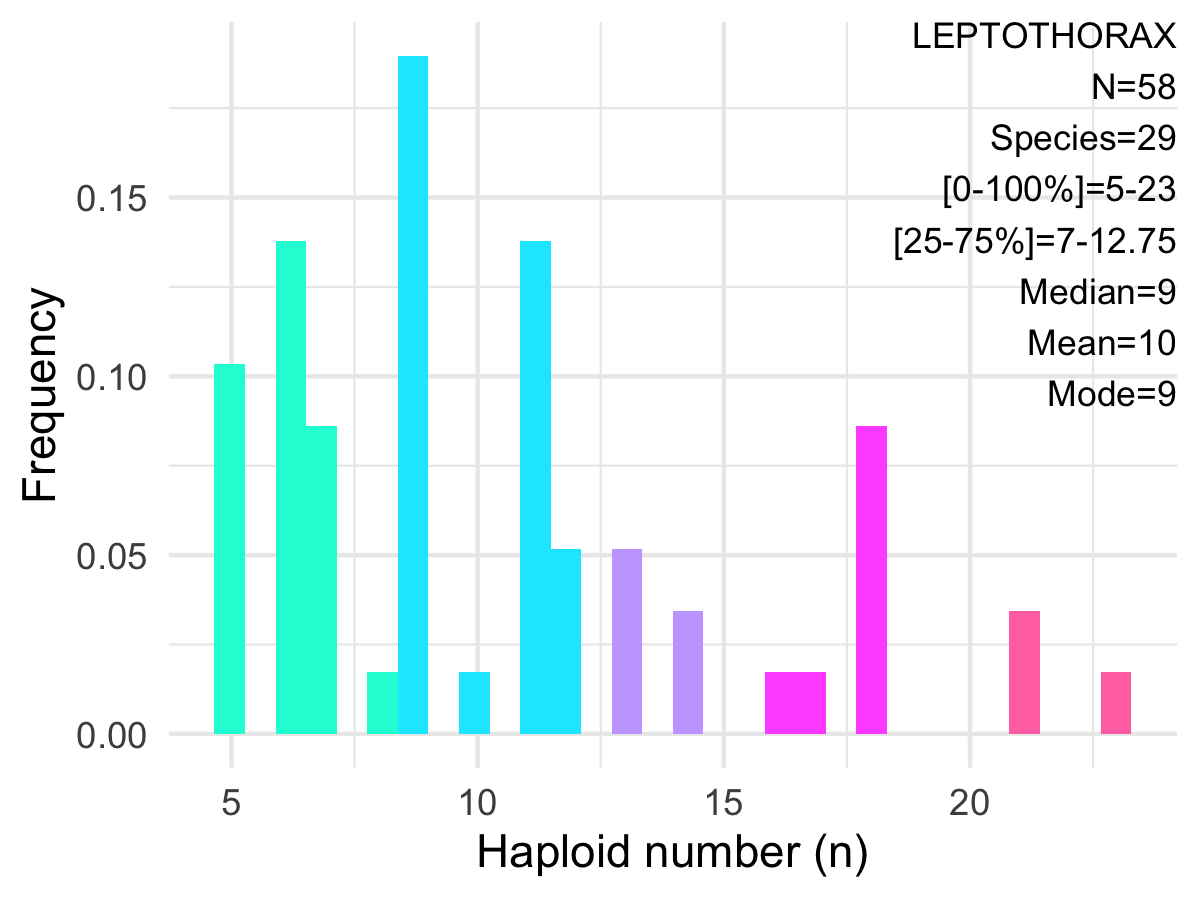 LEPTOTHORAX
N=58
Species=29
[0-100%]=5-23
[25-75%]=7-12.75
Median=9
Mean=10
Mode=9
Frequency
0.15
0.10
0.05
0.00
5 10 15 20
Haploid number (n)